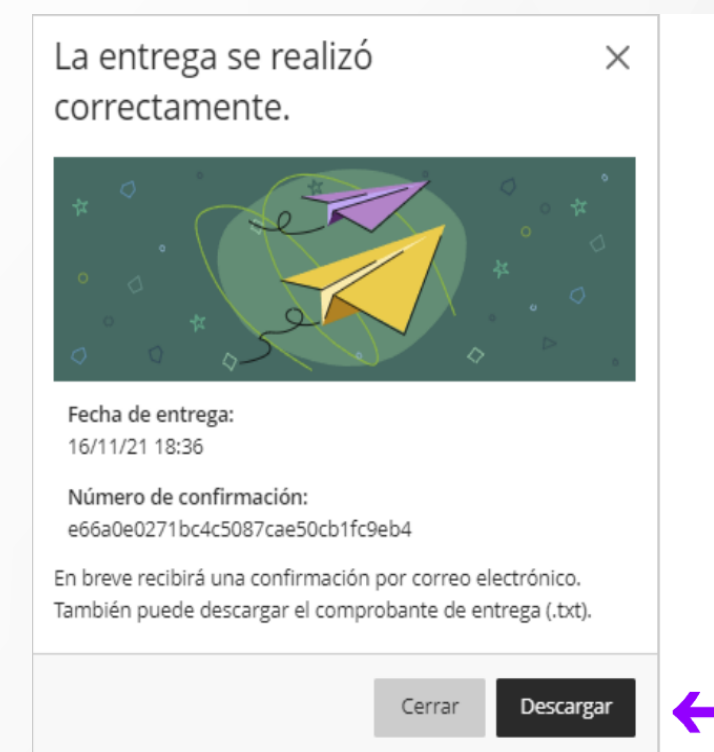 La entrega se realizó
correctamente.
Fecha de entrega:
16/11/21 18:36
Número de confirmación:
e66a0e0271bc4c5087cae50cb1fc9eb4
En breve recibirá una confirmación por correo electrónico.
También puede descargar el comprobante de entrega (.txt).
Cerrar
Descargar